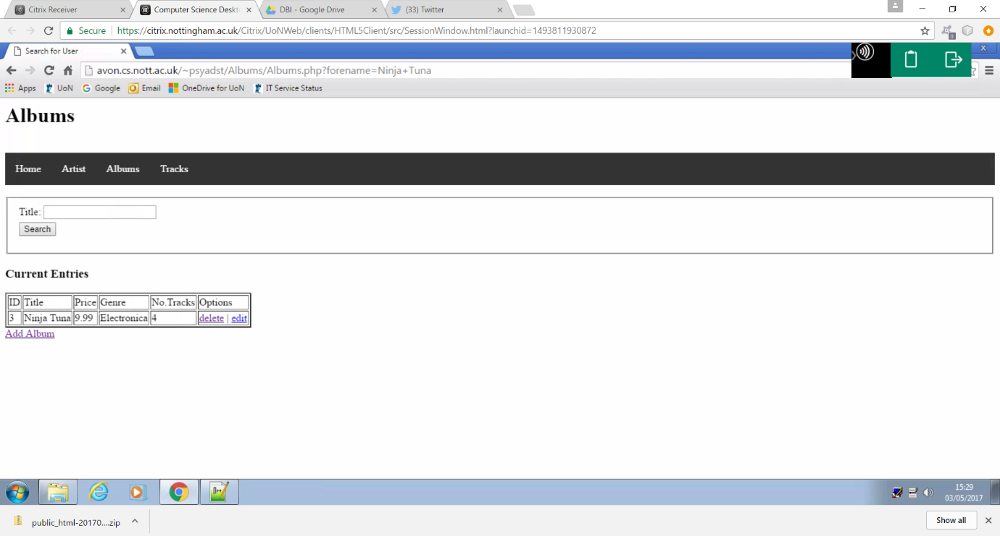 Citrix Receiver
Computer Science Deskt
DBI - Google Drive
(33) Twitter
Secure https://citrix.nottingham.ac.uk/Citrix/UoNWeb/clients/HTML5Client/src/SessionWindow.html?launchid=1493811930872
0
Search for User
avon.cs.nott.ac.uk/~psyadst/Albums/Albums.php?forename=Ninja+Tuna
Apps UoN Google Email OneDrive for UoN IT Service Status
Albums
Home Artist Albums Tracks
Title:
Search
Current Entries
ID Title Price Genre No.Tracks Options
3 Ninja Tuna 9.99 Electronica 4 delete | edit
Add Album
15:29
03/05/2017
public_html-20170....zip
Show all